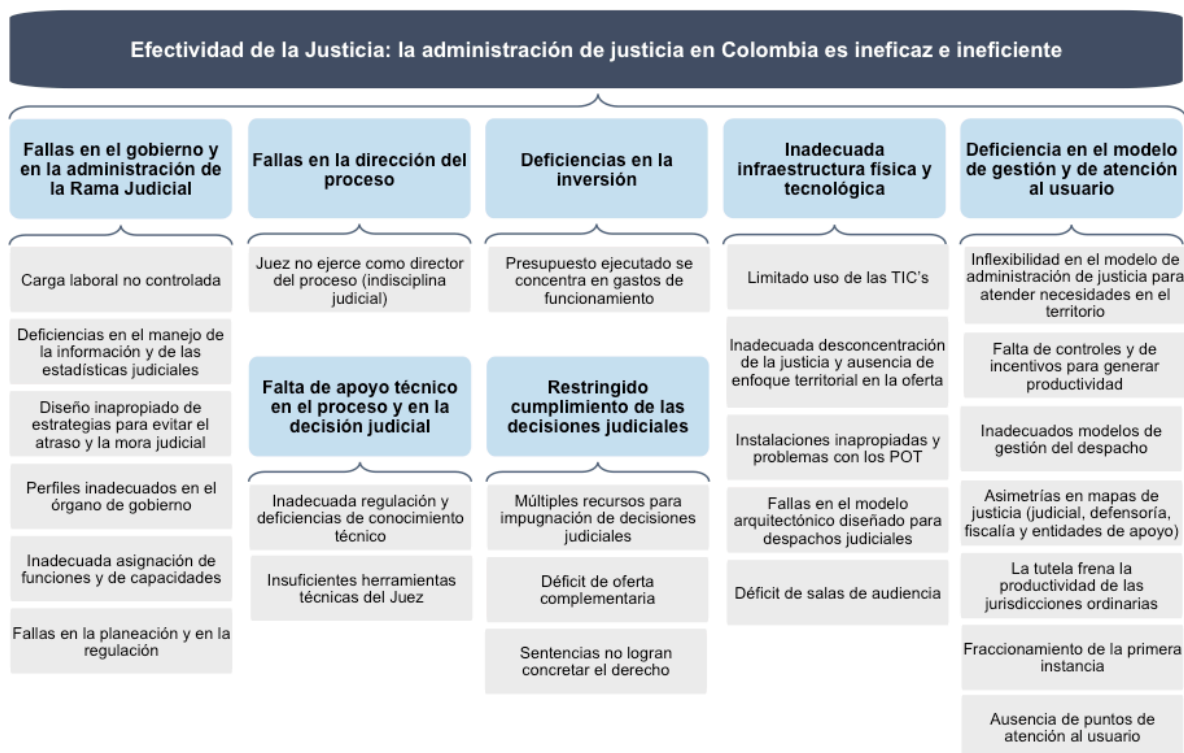 Efectividad de la Justicia: la administración de justicia en Colombia es ineficaz e ineficiente
Fallas en el gobierno y
en la administración de
la Rama Judicial
Carga laboral no controlada
Deficiencias en el manejo de
la información y de las
estadísticas judiciales
Diseño inapropiado de
estrategias para evitar el
atraso y la mora judicial
Perfiles inadecuados en el
órgano de gobierno
Inadecuada asignación de
funciones y de capacidades
Fallas en la planeación y en la
regulación
Fallas en la dirección del
proceso
Juez no ejerce como director
del proceso (indisciplina
judicial)
Falta de apoyo técnico
en el proceso y en la
decisión judicial
Inadecuada regulación y
deficiencias de conocimiento
técnico
Insuficientes herramientas
técnicas del Juez
Deficiencias en la
inversión
Presupuesto ejecutado se
concentra en gastos de
funcionamiento
Restringido
cumplimiento de las
decisiones judiciales
Múltiples recursos para
impugnación de decisiones
judiciales
Déficit de oferta
complementaria
Sentencias no logran
concretar el derecho
Inadecuada
infraestructura física y
tecnológica
Limitado uso de las TIC's
Inadecuada desconcentración
de la justicia y ausencia de
enfoque territorial en la oferta
Instalaciones inapropiadas y
problemas con los POT
Fallas en el modelo
arquitectónico diseñado para
despachos judiciales
Déficit de salas de audiencia
Deficiencia en el modelo
de gestión y de atención
al usuario
Inflexibilidad en el modelo de
administración de justicia para
atender necesidades en el
territorio
Falta de controles y de
incentivos para generar
productividad
Inadecuados modelos de
gestión del despacho
Asimetrías en mapas de
justicia (judicial, defensoría,
fiscalía y entidades de apoyo)
La tutela frena la
productividad de las
jurisdicciones ordinarias
Fraccionamiento de la primera
instancia
Ausencia de puntos de
atención al usuario